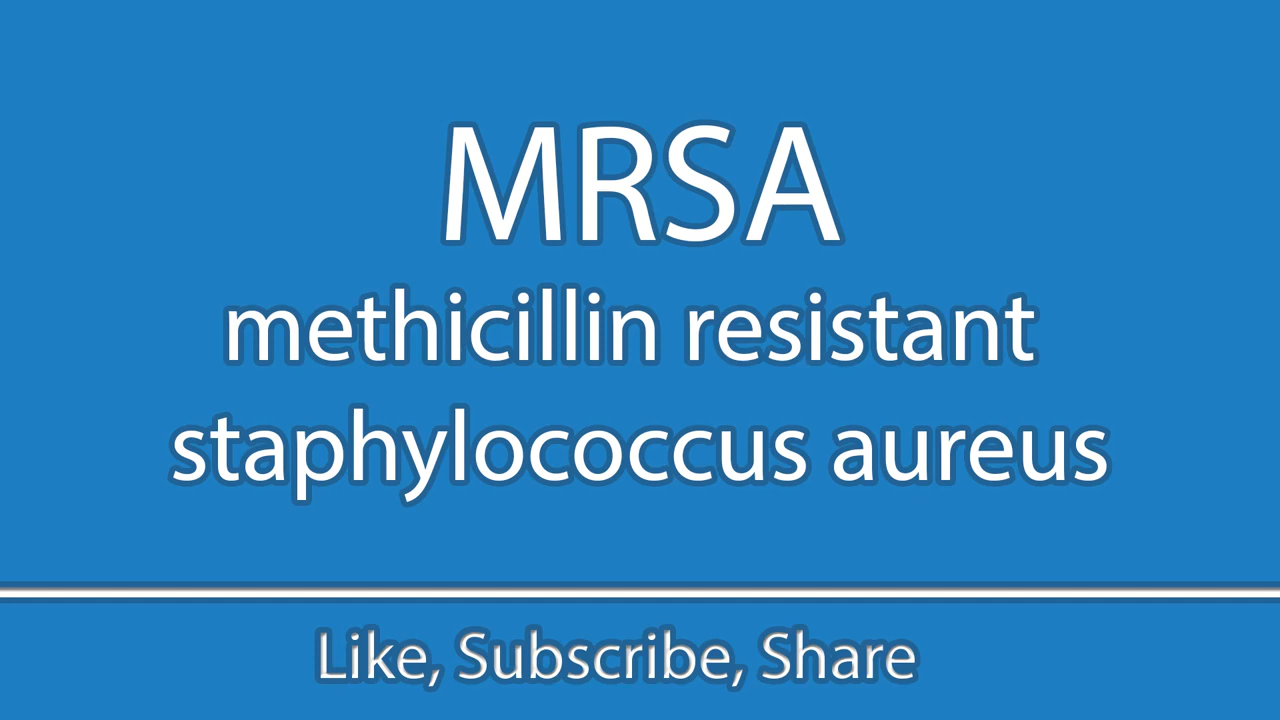 MRSA
methicillin resistant
staphylococcus aureus
Like, Subscribe, Share